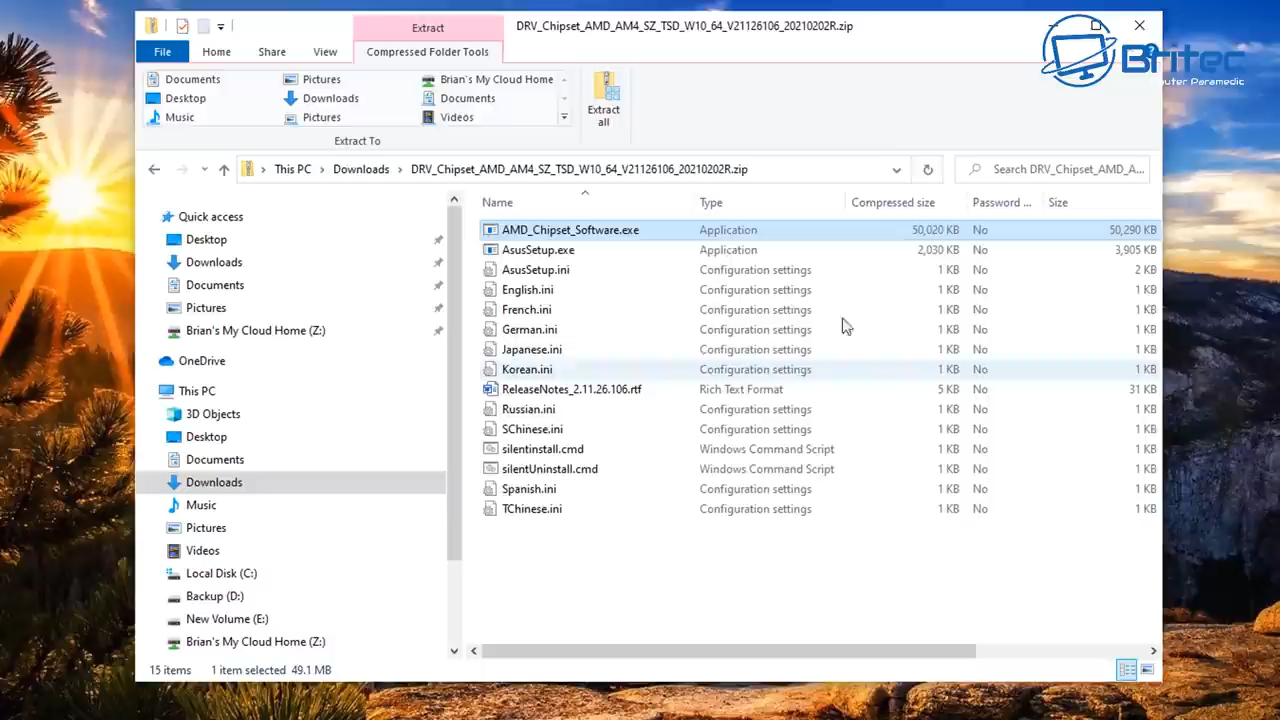 Extract
DRV_Chipset_AMD_AM4_SZ_TSD_W10_64_V21126106_20210202R.zip
File Home Share View Compressed Folder Tools
Britec
Computer Paramedic
Documents Pictures Brian's My Cloud Home
Desktop Downloads Documents
Music Pictures Videos
Extract all
Extract To
This PC > Downloads > DRV_Chipset_AMD_AM4_SZ_TSD_W10_64_V21126106_20210202R.zip
Search DRV_Chipset_AMD_A...
Name Type Compressed size Password ... Size
Quick access
Desktop
Downloads
Documents
Pictures
Brian's My Cloud Home (Z:)
OneDrive
This PC
3D Objects
Desktop
Documents
Downloads
Music
Pictures
Videos
Local Disk (C:)
Backup (D:)
New Volume (E:)
Brian's My Cloud Home (Z:)
AMD_Chipset_Software.exe Application 50,020 KB No 50,290 KB
AsusSetup.exe Application 2,030 KB No 3,905 KB
AsusSetup.ini Configuration settings 1 KB No 2 KB
English.ini Configuration settings 1 KB No 1 KB
French.ini Configuration settings 1 KB No 1 KB
German.ini Configuration settings 1 KB No 1 KB
Japanese.ini Configuration settings 1 KB No 1 KB
Korean.ini Configuration settings 1 KB No 1 KB
ReleaseNotes_2.11.26.106.rtf Rich Text Format 5 KB No 31 KB
Russian.ini Configuration settings 1 KB No 1 KB
SChinese.ini Configuration settings 1 KB No 1 KB
silentinstall.cmd Windows Command Script 1 KB No 1 KB
silentUninstall.cmd Windows Command Script 1 KB No 1 KB
Spanish.ini Configuration settings 1 KB No 1 KB
TChinese.ini Configuration settings 1 KB No 1 KB
15 items 1 item selected 49.1 MB